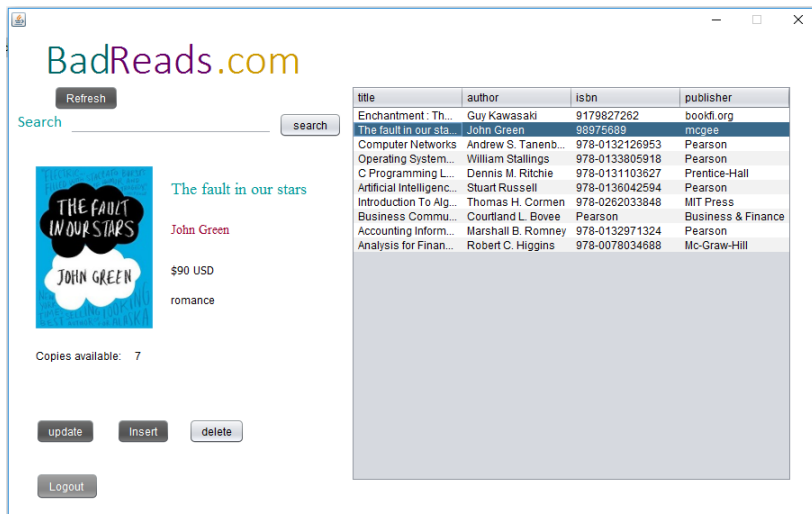 BadReads.com
Refresh
Search search
THE FAULT
IN OUR STARS
JOHN GREEN
The fault in our stars
John Green
$90 USD
romance
Copies available: 7
update Insert delete
Logout
title author isbn publisher
Enchantment : Th... Guy Kawasaki 9179827262 bookfi.org
The fault in our sta... John Green 98975689 mcgee
Computer Networks Andrew S. Tanenb... 978-0132126953 Pearson
Operating System... William Stallings 978-0133805918 Pearson
C Programming L... Dennis M. Ritchie 978-0131103627 Prentice-Hall
Artificial Intelligenc... Stuart Russell 978-0136042594 Pearson
Introduction To Alg... Thomas H. Cormen 978-0262033848 MIT Press
Business Commu... Courtland L. Bovee Pearson Business & Finance
Accounting Inform... Marshall B. Romney 978-0132971324 Pearson
Analysis for Finan... Robert C. Higgins 978-0078034688 Mc-Graw-Hill